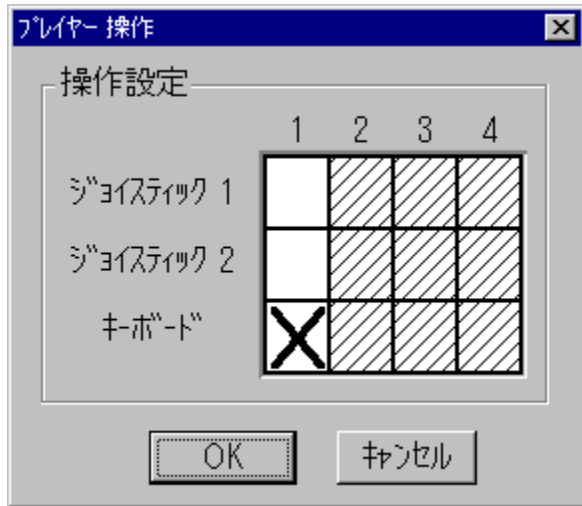 ﾌﾟﾚｲﾔｰ 操作
操作設定
1 2 3 4
ｼﾞｮｲｽﾃｨｯｸ 1
ｼﾞｮｲｽﾃｨｯｸ 2
ｷｰﾎﾞｰﾄﾞ
OK ｷｬﾝｾﾙ